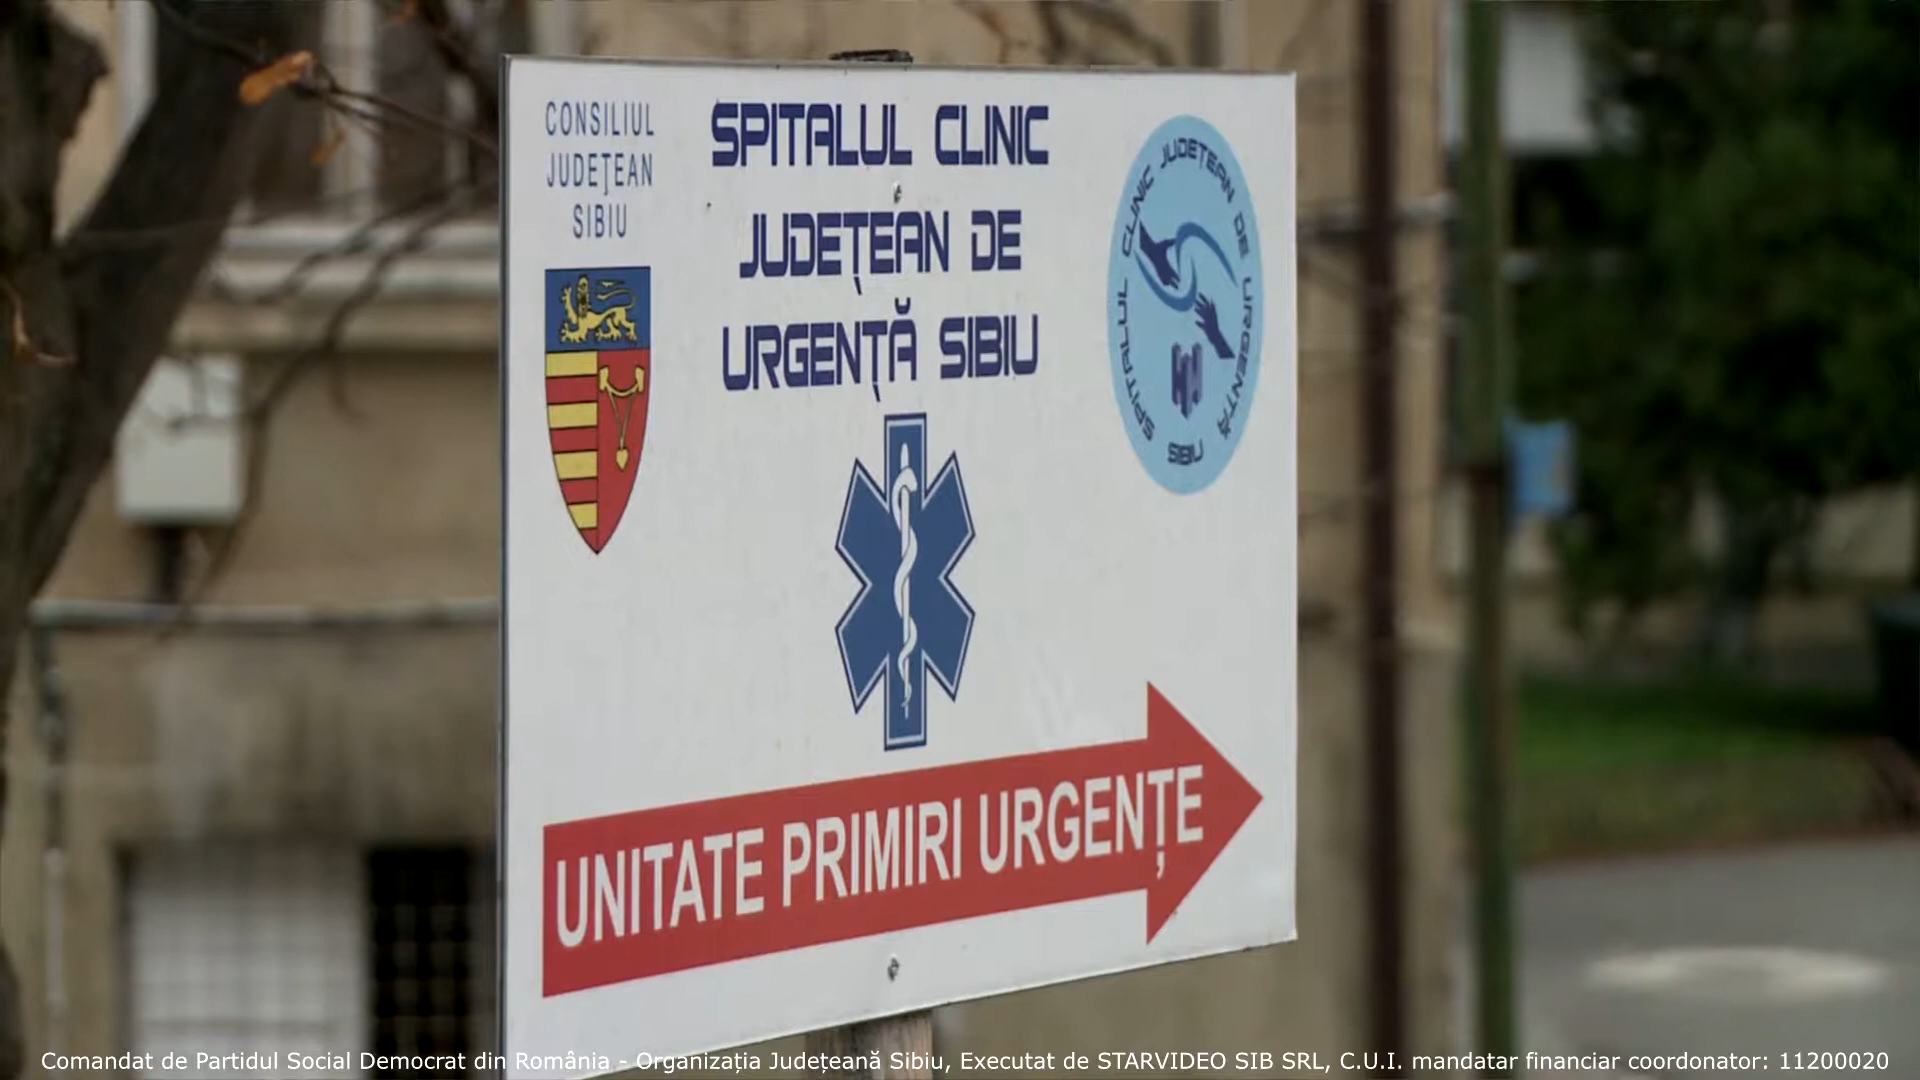 CONSILIUL
JUDEŢEAN
SIBIU
SPITALUL CLINIC
JUDEȚEAN DE
URGENȚĂ SIBIU
SPITALUL CLINIC JUDEȚEAN DE URGENȚĂ
SIBIU
UNITATE PRIMIRI URGENȚE
Comandat de Partidul Social Democrat din România - Organizația Județeană Sibiu, Executat de STARVIDEO SIB SRL, C.U.I. mandatar financiar coordonator: 11200020